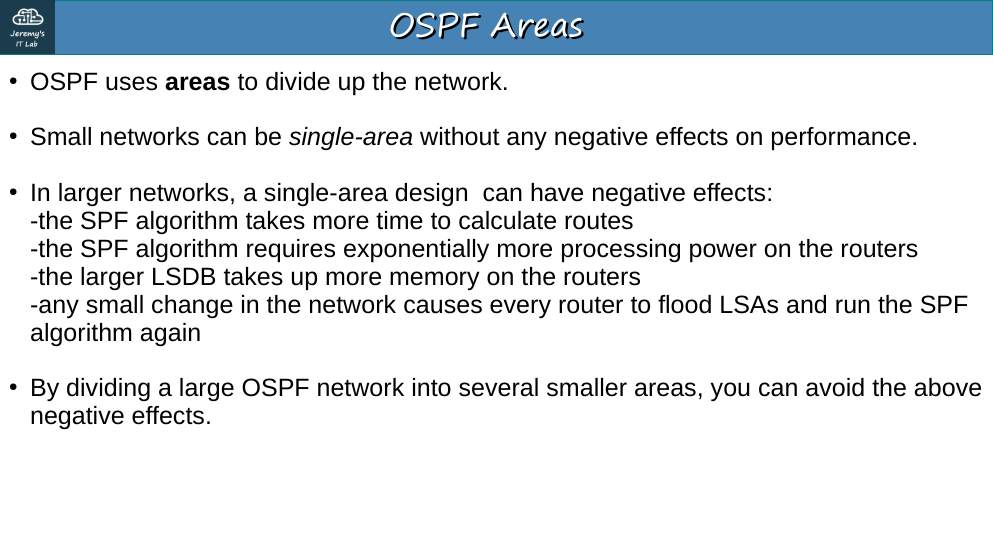 Jeremy's
IT Lab
OSPF Areas
• OSPF uses areas to divide up the network.
• Small networks can be single-area without any negative effects on performance.
• In larger networks, a single-area design  can have negative effects:
-the SPF algorithm takes more time to calculate routes
-the SPF algorithm requires exponentially more processing power on the routers
-the larger LSDB takes up more memory on the routers
-any small change in the network causes every router to flood LSAs and run the SPF
algorithm again
• By dividing a large OSPF network into several smaller areas, you can avoid the above
negative effects.